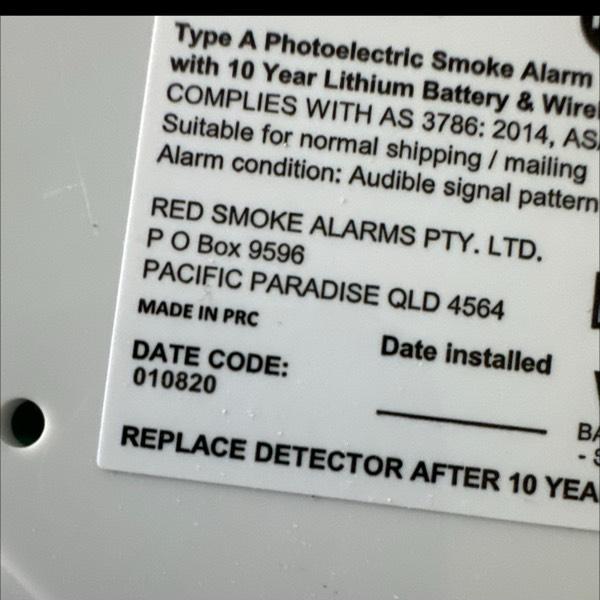 Type A Photoelectric Smoke Alarm
with 10 Year Lithium Battery &
COMPLIES WITH AS 3786: 2014,
Suitable for normal shipping / mailing
Alarm condition: Audible signal pattern
RED SMOKE ALARMS PTY. LTD.
P O Box 9596
PACIFIC PARADISE QLD 4564
MADE IN PRC
Date installed
DATE CODE:
010820
REPLACE DETECTOR AFTER 10